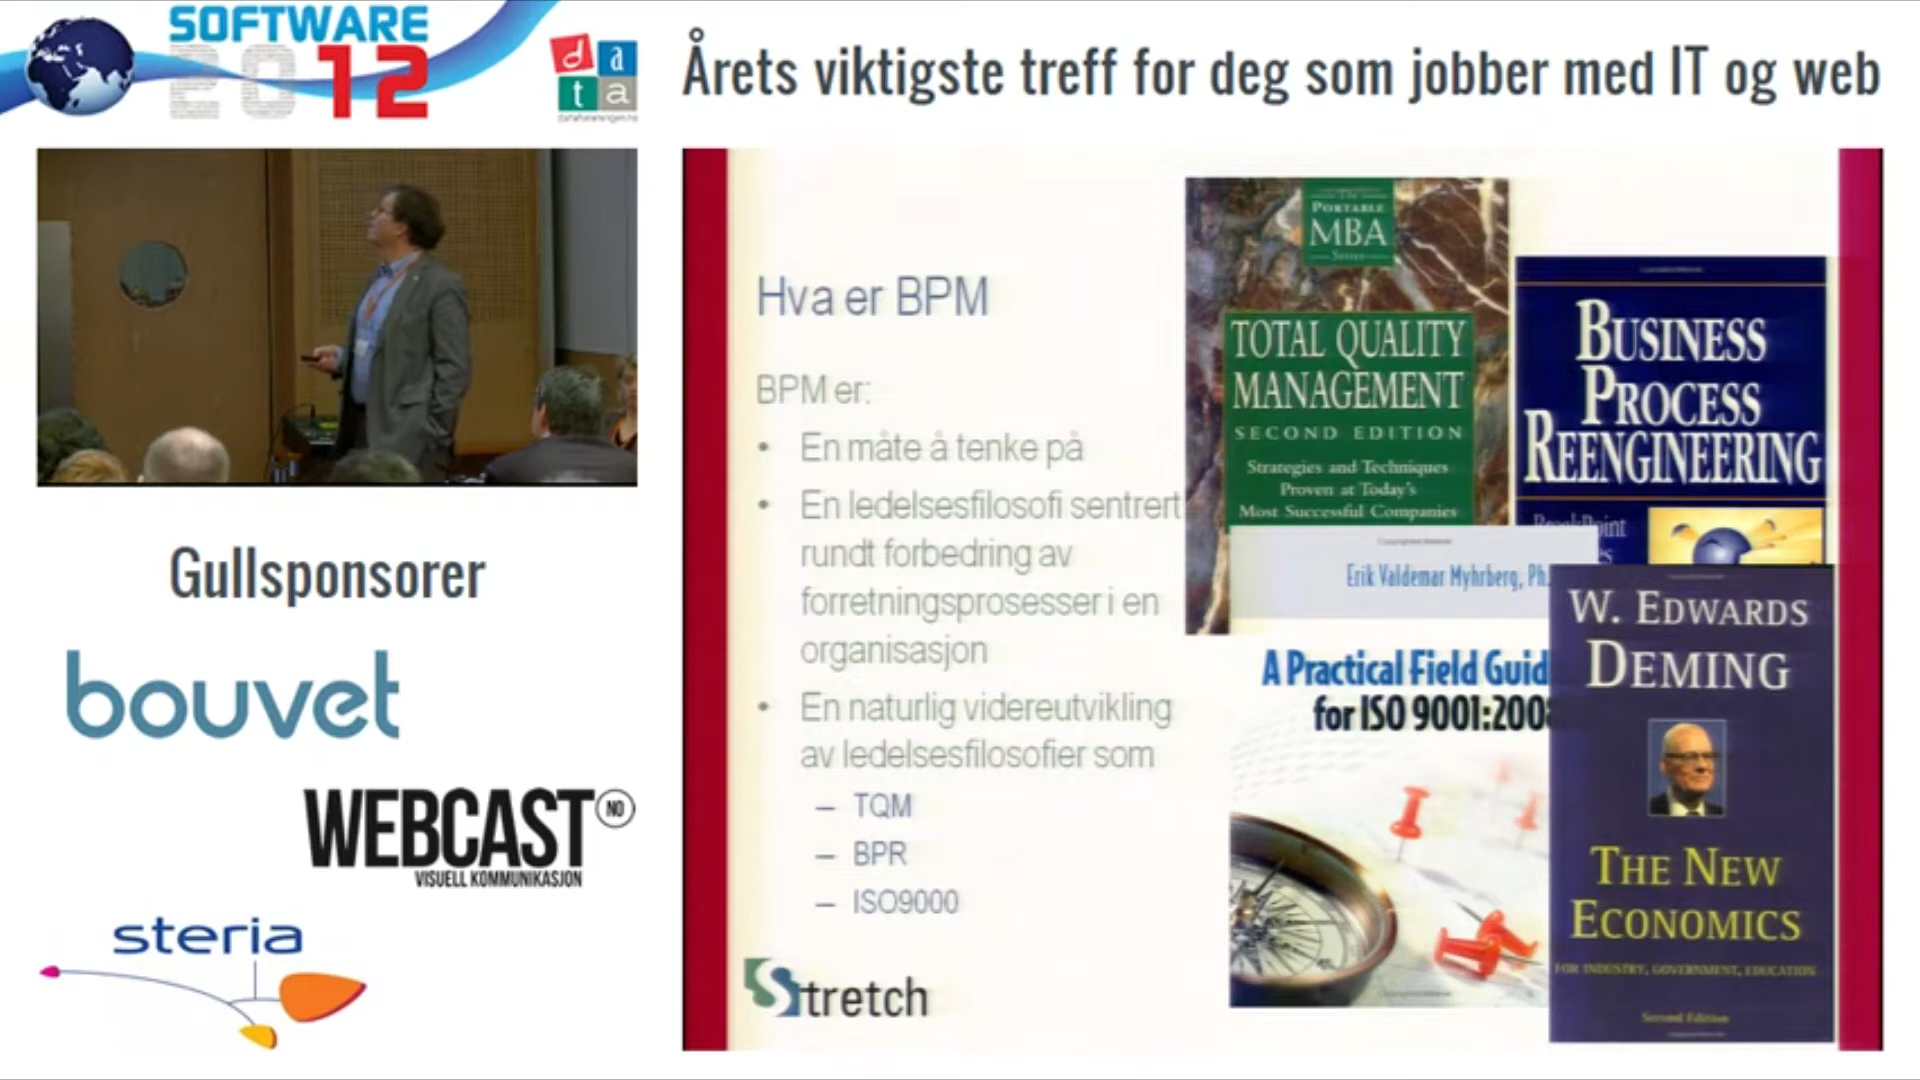 SOFTWARE
2012
data
Årets viktigste treff for deg som jobber med IT og web
Gullsponsorer
bouvet
WEBCAST NO
VISUELL KOMMUNIKASJON
steria
Hva er BPM
BPM er:
• En måte å tenke på
• En ledelsesfilosofi sentrert
rundt forbedring av
forretningsprosesser i en
organisasjon
• En naturlig videreutvikling
av ledelsesfilosofier som
– TQM
– BPR
– ISO9000
Stretch
The
PORTABLE
MBA
Series
TOTAL QUALITY
MANAGEMENT
SECOND EDITION
Strategies and Techniques
Proven at Today's
Most Successful Companies
BUSINESS
PROCESS
REENGINEERING
Erik Valdemar Myhrberg, Ph.
A Practical Field Guid
for ISO 9001:2008
W. EDWARDS
DEMING
THE NEW
ECONOMICS
FOR INDUSTRY, GOVERNMENT, EDUCATION
Second Edition